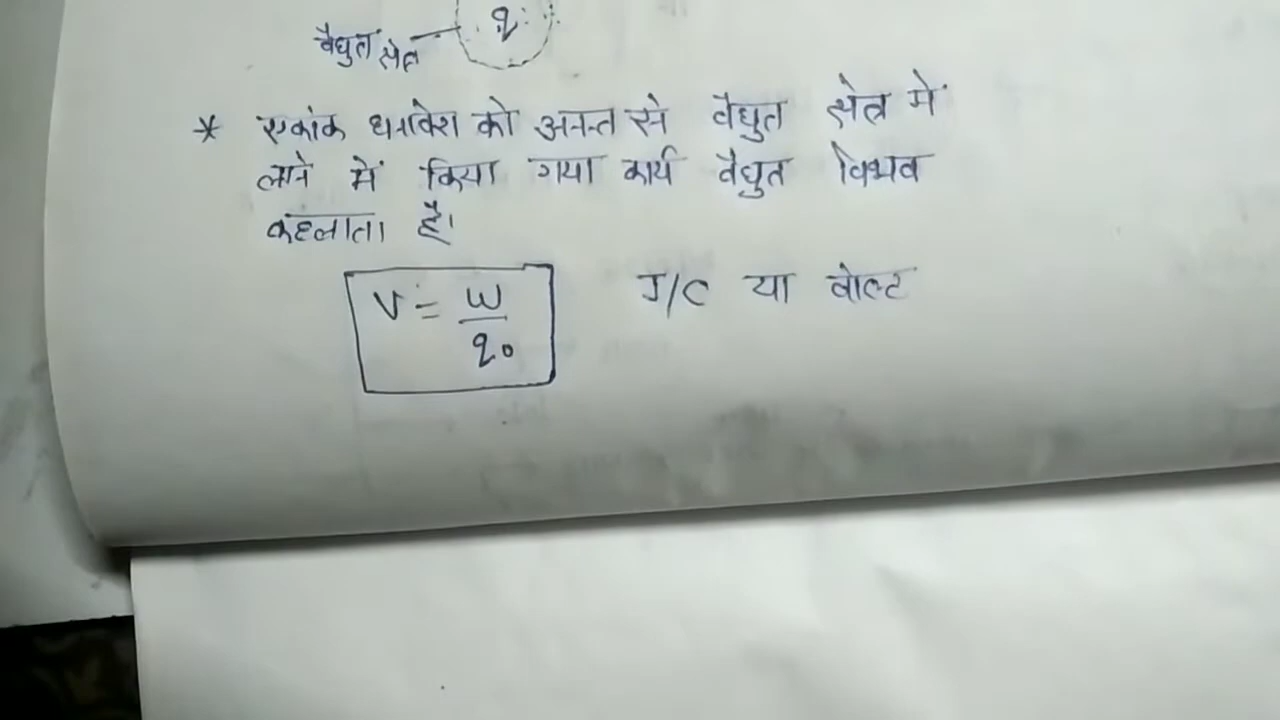 q
वैद्युत क्षेत्र
* एकांक धनावेश को अनन्त से वैद्युत क्षेत्र में
लाने में किया गया कार्य वैद्युत विभव
कहलाता है।
V = W/q₀ J/C या वोल्ट